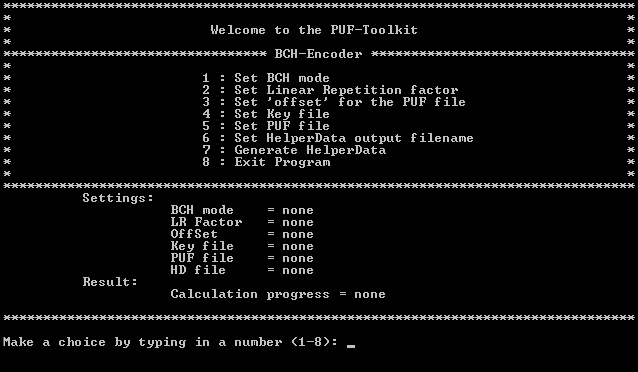 ********************************************************************************
* *
* Welcome to the PUF-Toolkit *
* *
********************************* BCH-Encoder **********************************
* *
* 1 : Set BCH mode *
* 2 : Set Linear Repetition factor *
* 3 : Set 'offset' for the PUF file *
* 4 : Set Key file *
* 5 : Set PUF file *
* 6 : Set HelperData output filename *
* 7 : Generate HelperData *
* 8 : Exit Program *
* *
********************************************************************************
Settings:
BCH mode = none
LR Factor = none
OffSet = none
Key file = none
PUF file = none
HD file = none
Result:
Calculation progress = none
********************************************************************************
Make a choice by typing in a number (1-8): _